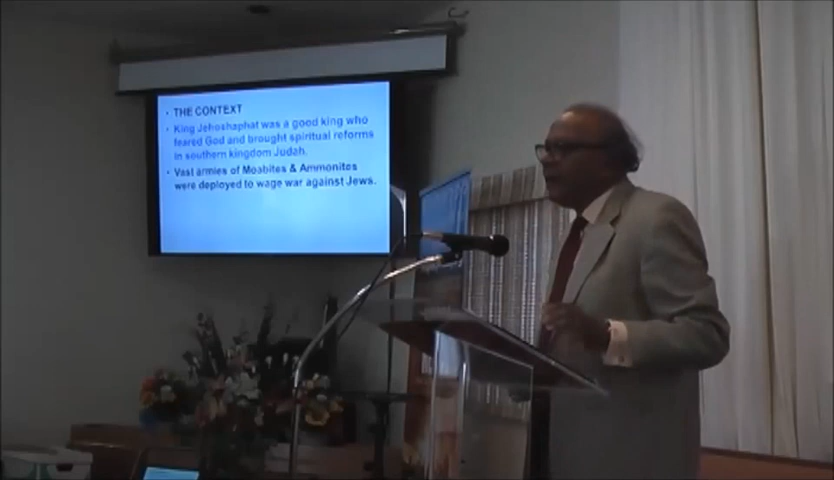 • THE CONTEXT
• King Jehoshaphat was a good king who
feared God and brought spiritual reforms
in southern kingdom Judah.
• Vast armies of Moabites & Ammonites
were deployed to wage war against Jews.